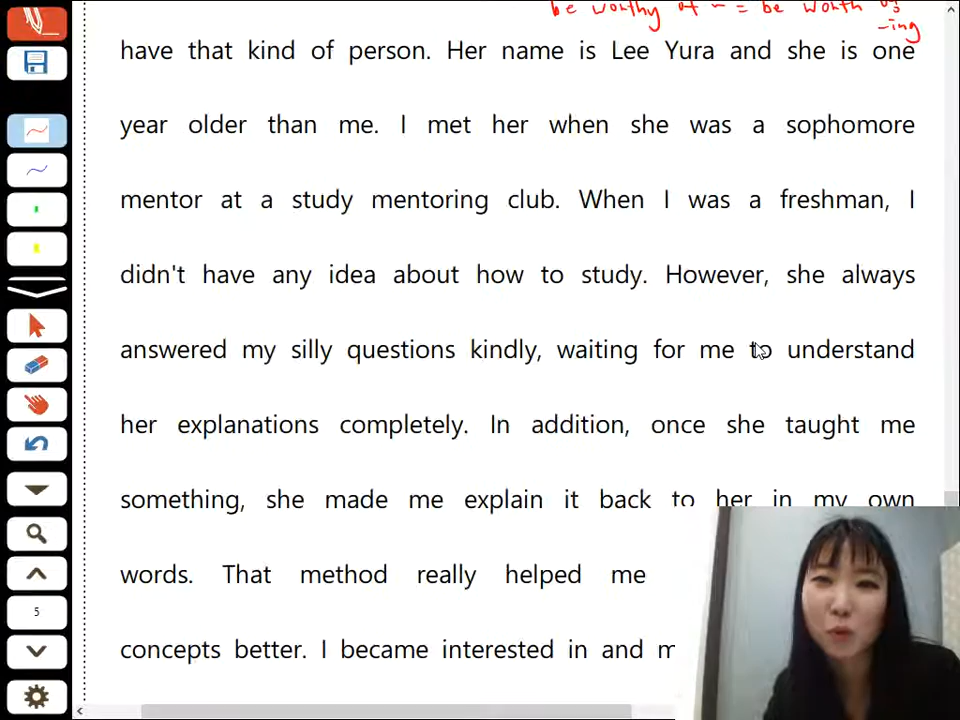 be worthy of ~ = be worth
-ing
have that kind of person. Her name is Lee Yura and she is one
year older than me. I met her when she was a sophomore
mentor at a study mentoring club. When I was a freshman, I
didn't have any idea about how to study. However, she always
answered my silly questions kindly, waiting for me to understand
her explanations completely. In addition, once she taught me
something, she made me explain it back to her in my own
words. That method really helped me
concepts better. I became interested in and
5